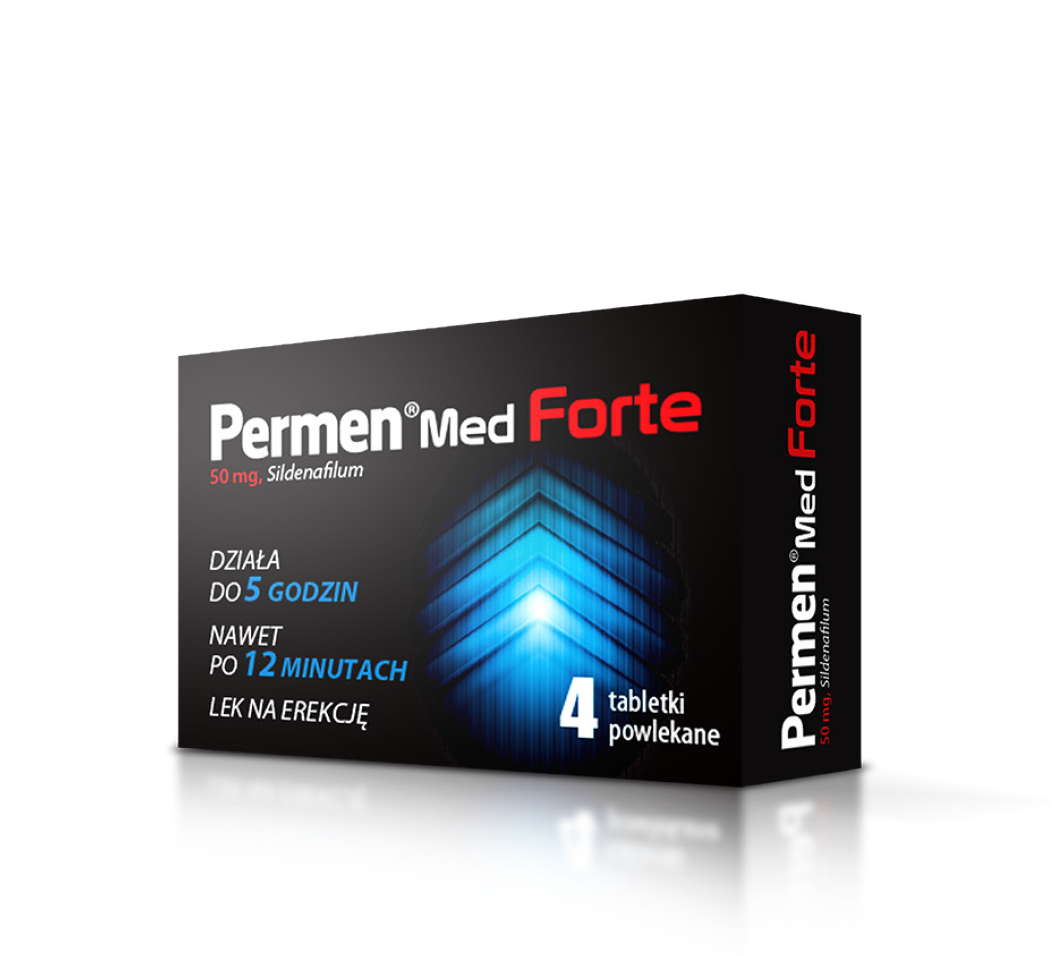 Permen® Med Forte
50 mg, Sildenafilum
DZIAŁA
DO 5 GODZIN
NAWET
PO 12 MINUTACH
LEK NA EREKCJĘ
4 tabletki
powlekane
Permen® Med Forte
50 mg, Sildenafilum